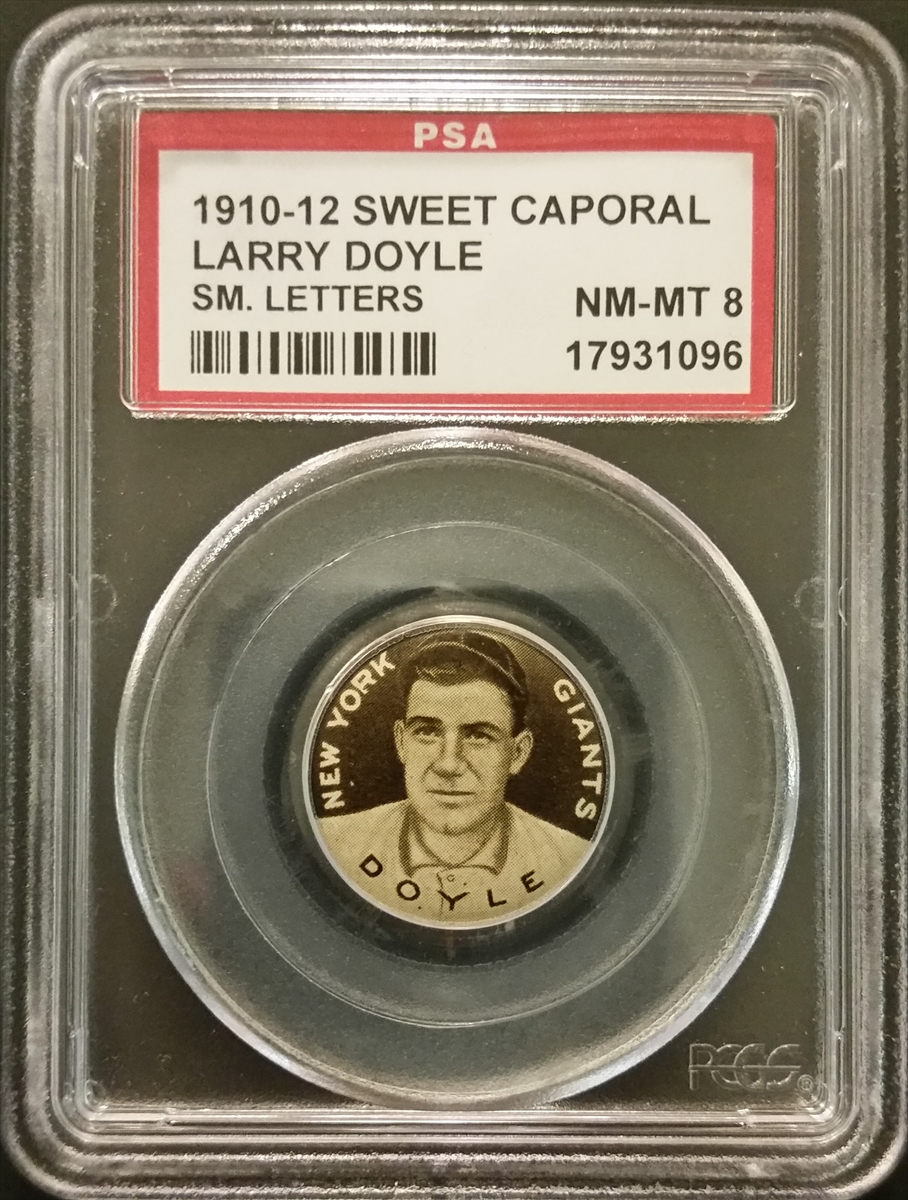 PSA
1910-12 SWEET CAPORAL
LARRY DOYLE
SM. LETTERS
NM-MT 8
17931096
NEW YORK
GIANTS
DOYLE
PCGS®